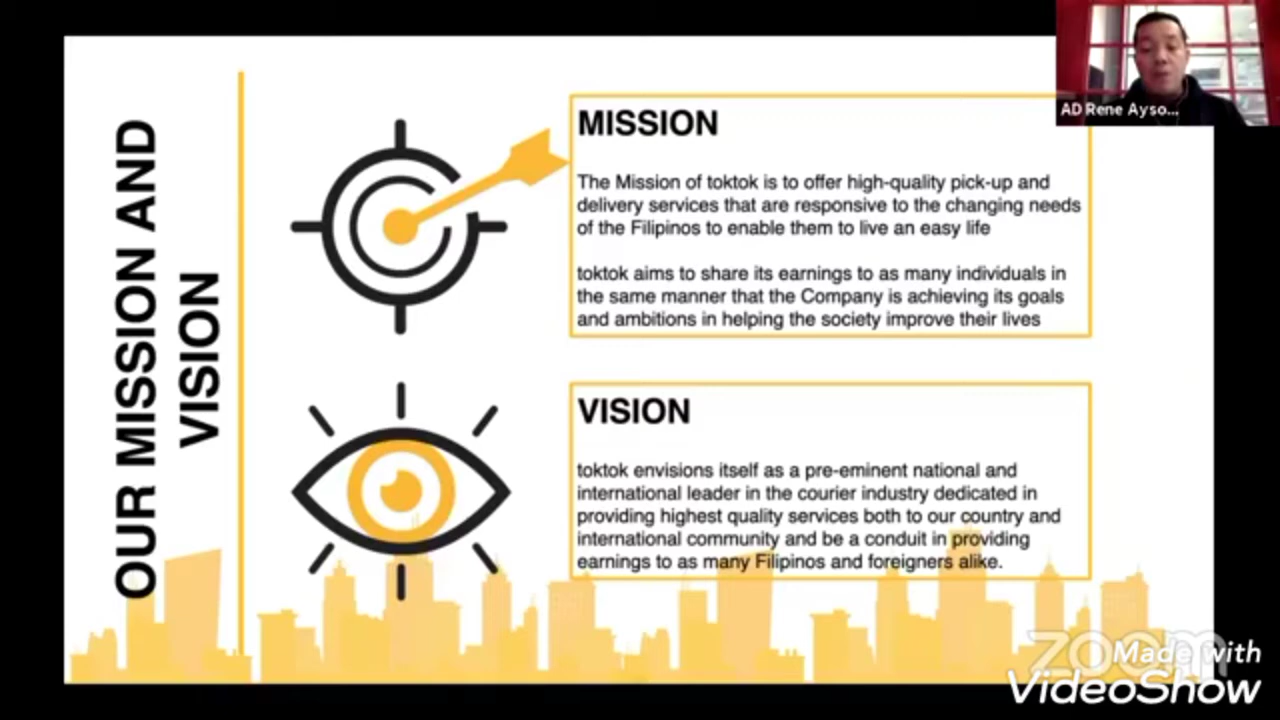 OUR MISSION AND
VISION
MISSION
The Mission of toktok is to offer high-quality pick-up and
delivery services that are responsive to the changing needs
of the Filipinos to enable them to live an easy life
toktok aims to share its earnings to as many individuals in
the same manner that the Company is achieving its goals
and ambitions in helping the society improve their lives
VISION
toktok envisions itself as a pre-eminent national and
international leader in the courier industry dedicated in
providing highest quality services both to our country and
international community and be a conduit in providing
earnings to as many Filipinos and foreigners alike.
AD Rene Ayso...
zoom
Made with
VideoShow